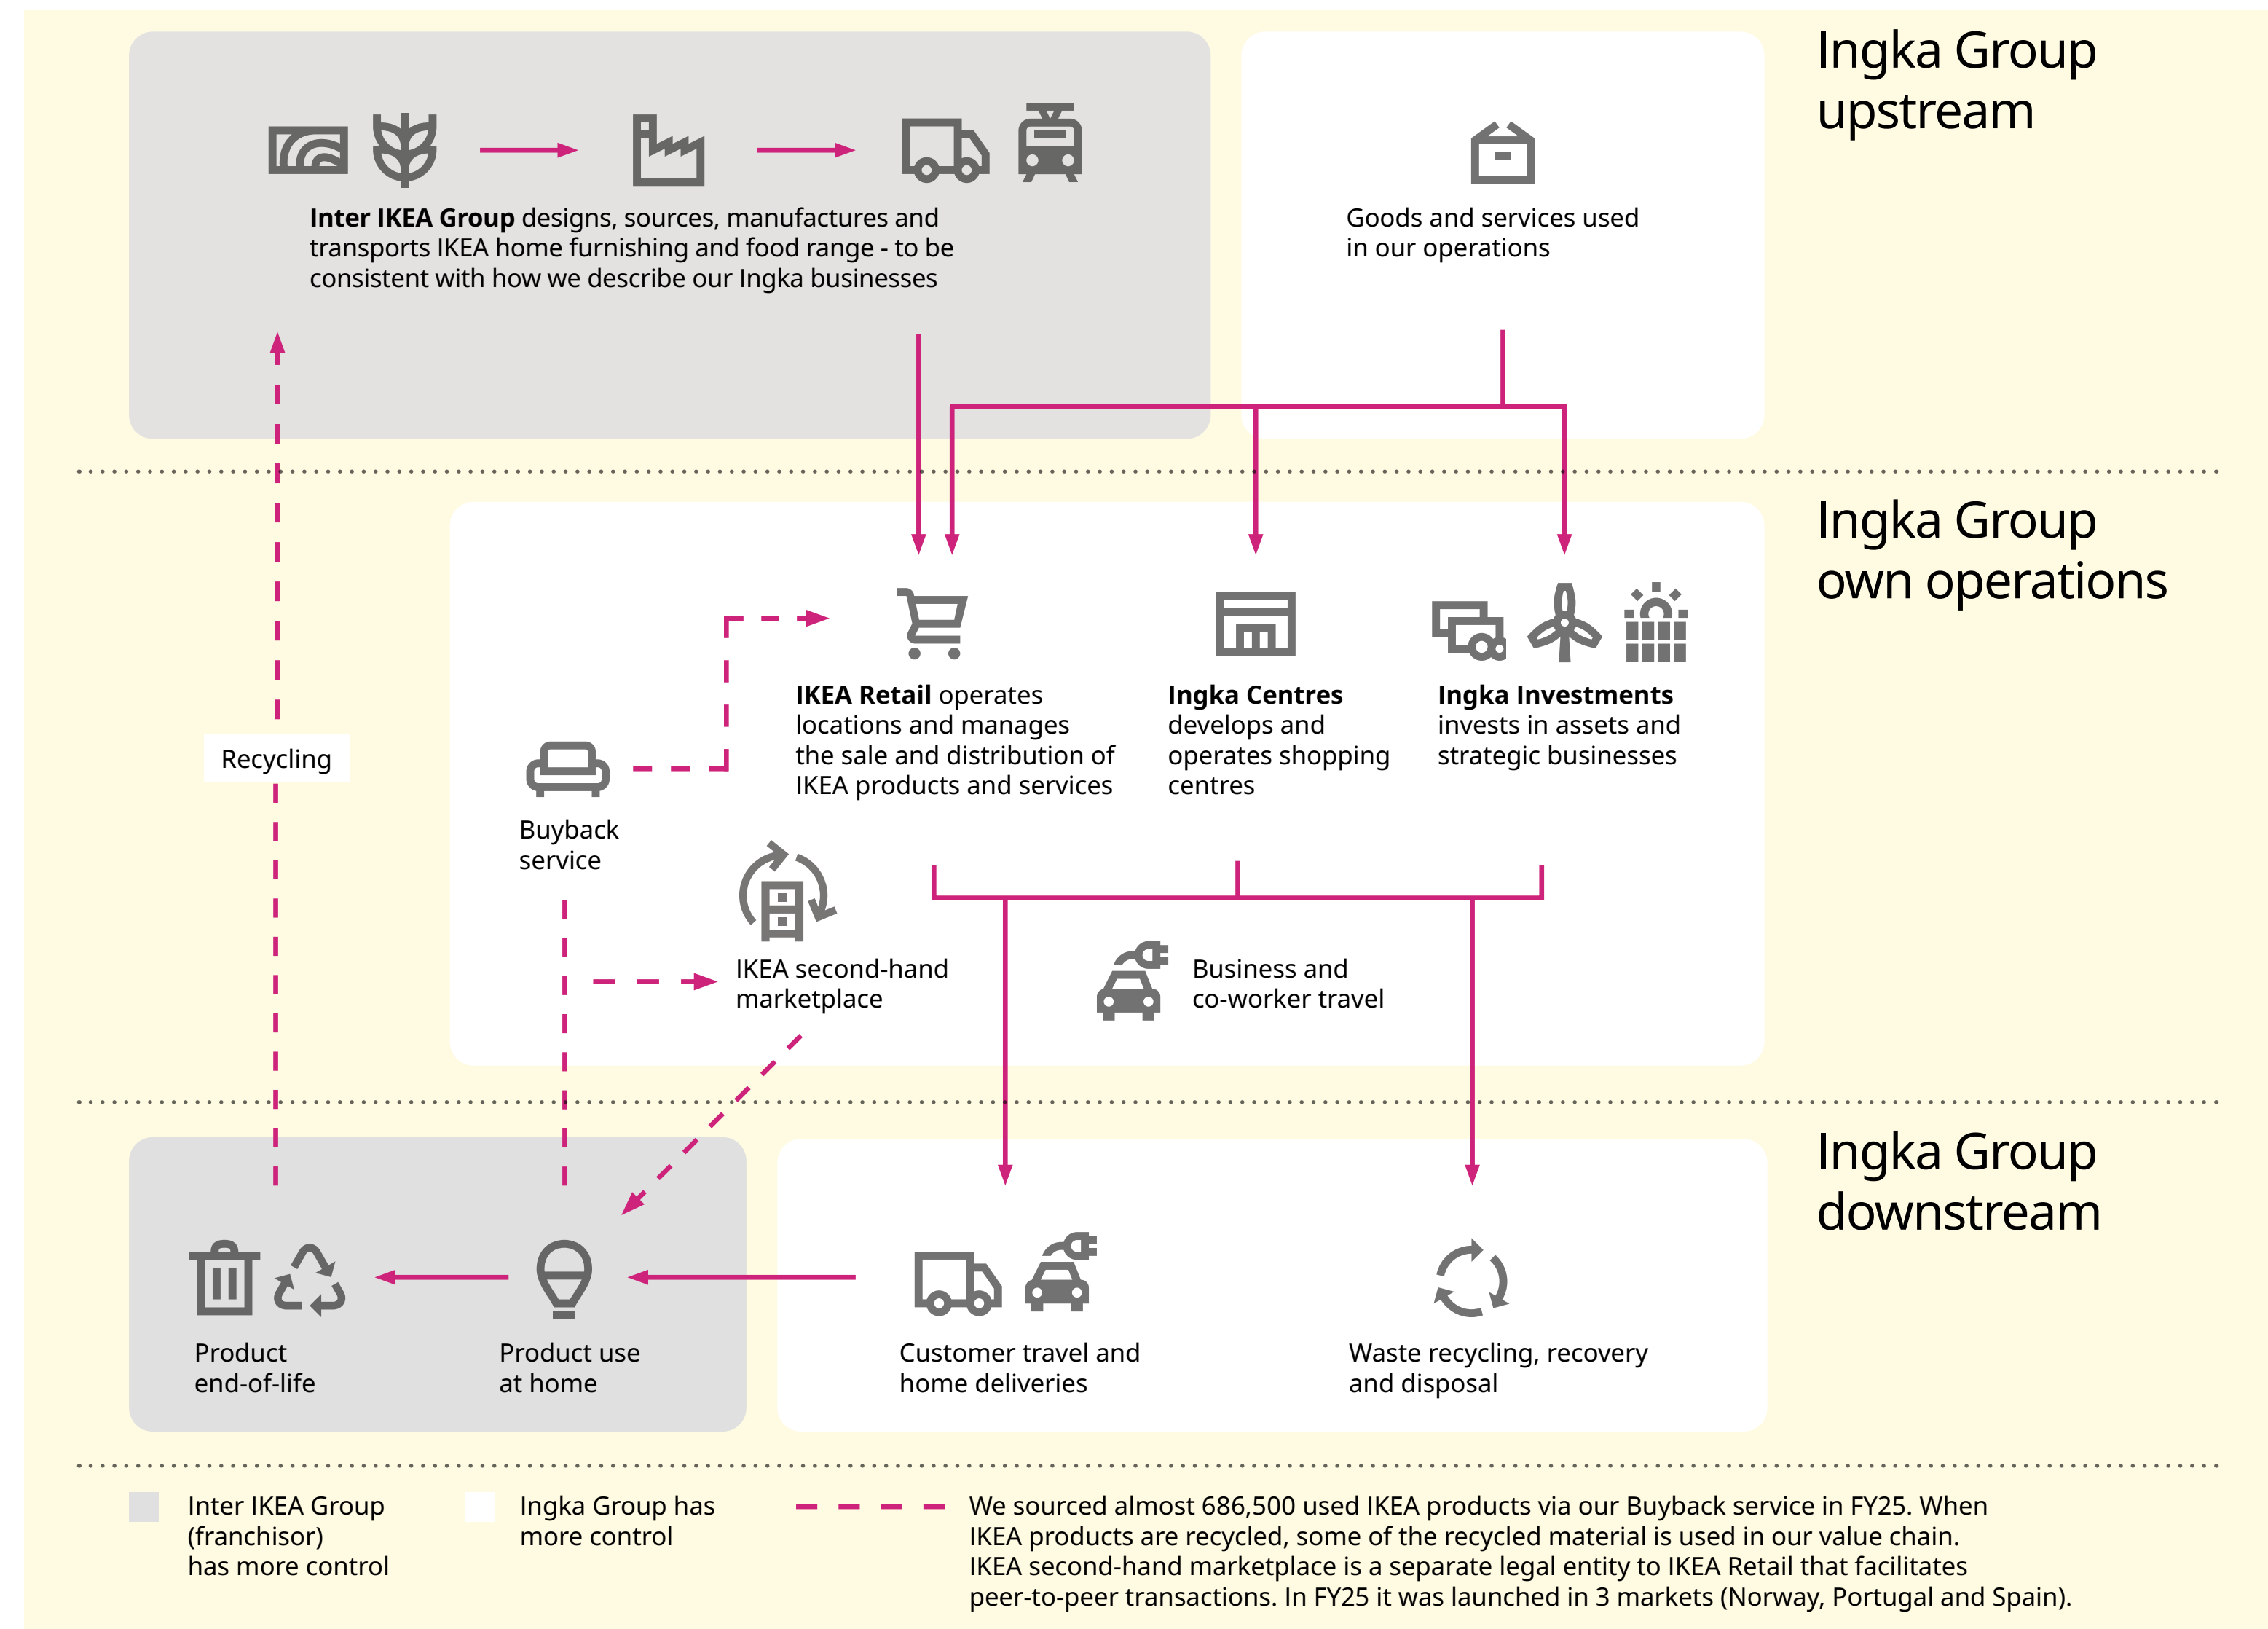 Ingka Group
upstream
Inter IKEA Group designs, sources, manufactures and
transports IKEA home furnishing and food range - to be
consistent with how we describe our Ingka businesses
Goods and services used
in our operations
Ingka Group
own operations
IKEA Retail operates
locations and manages
the sale and distribution of
IKEA products and services
Ingka Centres
develops and
operates shopping
centres
Ingka Investments
invests in assets and
strategic businesses
Recycling
Buyback
service
IKEA second-hand
marketplace
Business and
co-worker travel
Ingka Group
downstream
Product
end-of-life
Product use
at home
Customer travel and
home deliveries
Waste recycling, recovery
and disposal
Inter IKEA Group
(franchisor)
has more control
Ingka Group has
more control
We sourced almost 686,500 used IKEA products via our Buyback service in FY25. When
IKEA products are recycled, some of the recycled material is used in our value chain.
IKEA second-hand marketplace is a separate legal entity to IKEA Retail that facilitates
peer-to-peer transactions. In FY25 it was launched in 3 markets (Norway, Portugal and Spain).